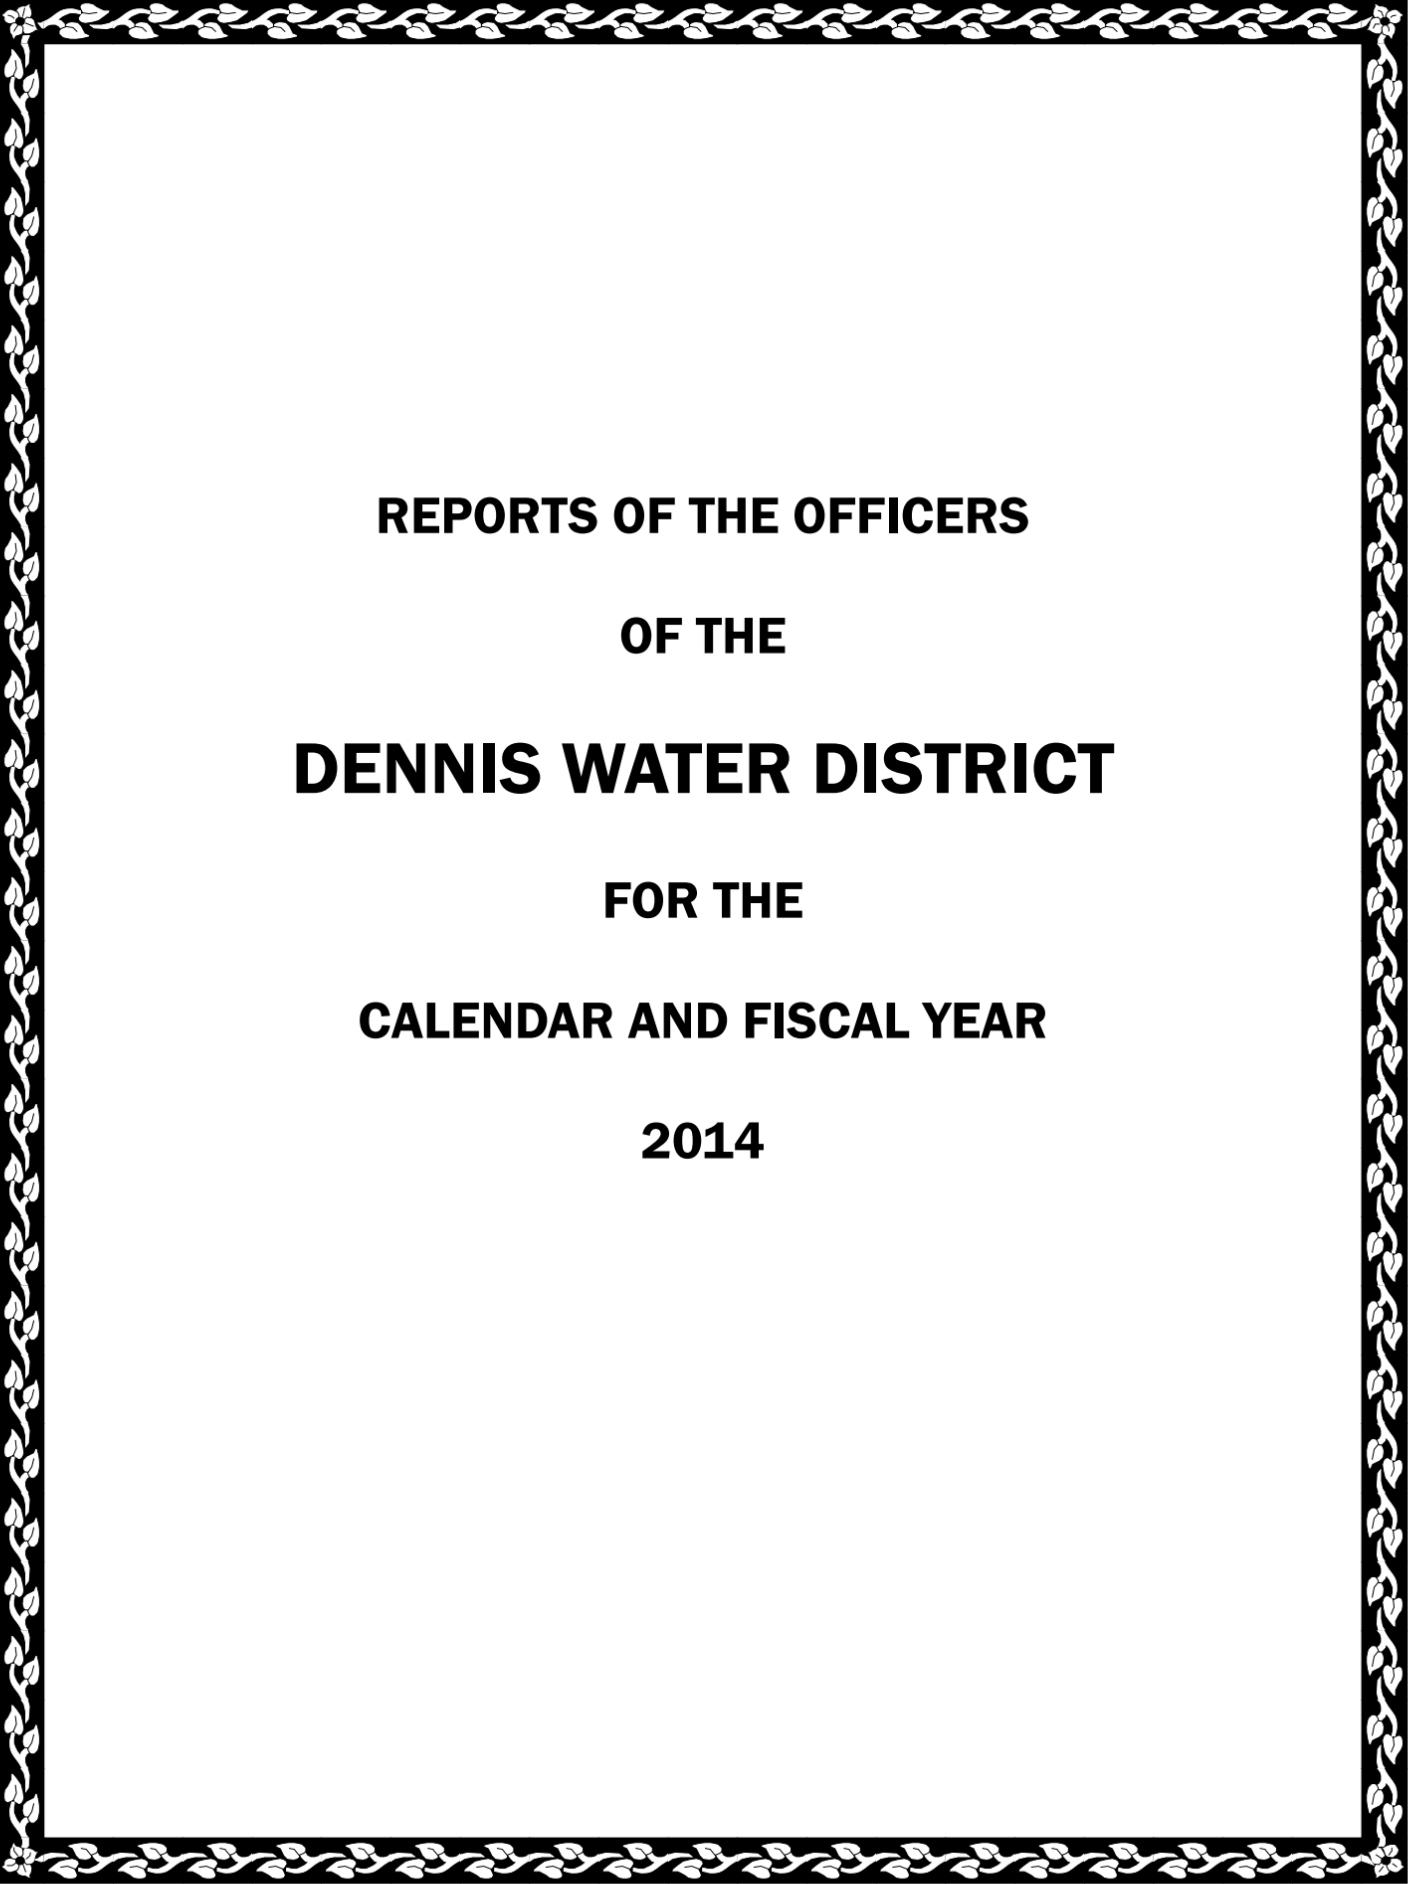 REPORTS OF THE OFFICERS
OF THE
DENNIS WATER DISTRICT
FOR THE
CALENDAR AND FISCAL YEAR
2014